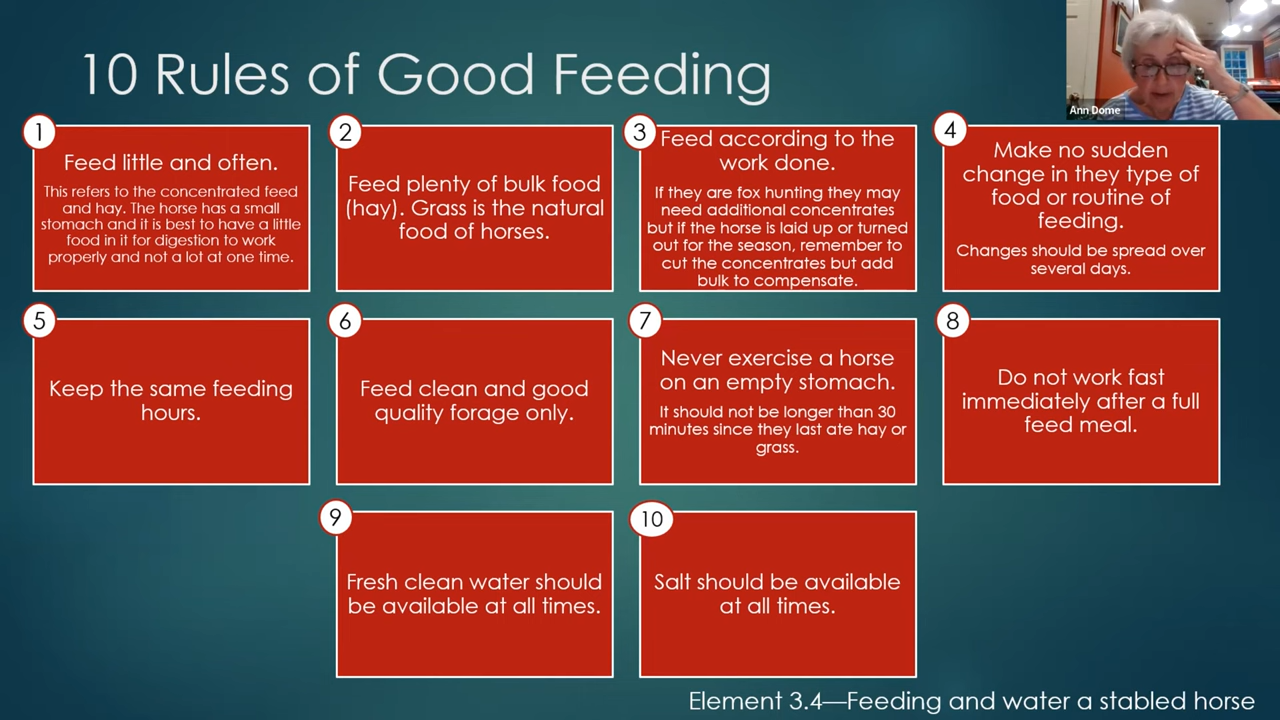 10 Rules of Good Feeding
Ann Dome
1
Feed little and often.
This refers to the concentrated feed
and hay. The horse has a small
stomach and it is best to have a little
food in it for digestion to work
properly and not a lot at one time.
2
Feed plenty of bulk food
(hay). Grass is the natural
food of horses.
3
Feed according to the
work done.
If they are fox hunting they may
need additional concentrates
but if the horse is laid up or turned
out for the season, remember to
cut the concentrates but add
bulk to compensate.
4
Make no sudden
change in they type of
food or routine of
feeding.
Changes should be spread over
several days.
5
Keep the same feeding
hours.
6
Feed clean and good
quality forage only.
7
Never exercise a horse
on an empty stomach.
It should not be longer than 30
minutes since they last ate hay or
grass.
8
Do not work fast
immediately after a full
feed meal.
9
Fresh clean water should
be available at all times.
10
Salt should be available
at all times.
Element 3.4—Feeding and water a stabled horse